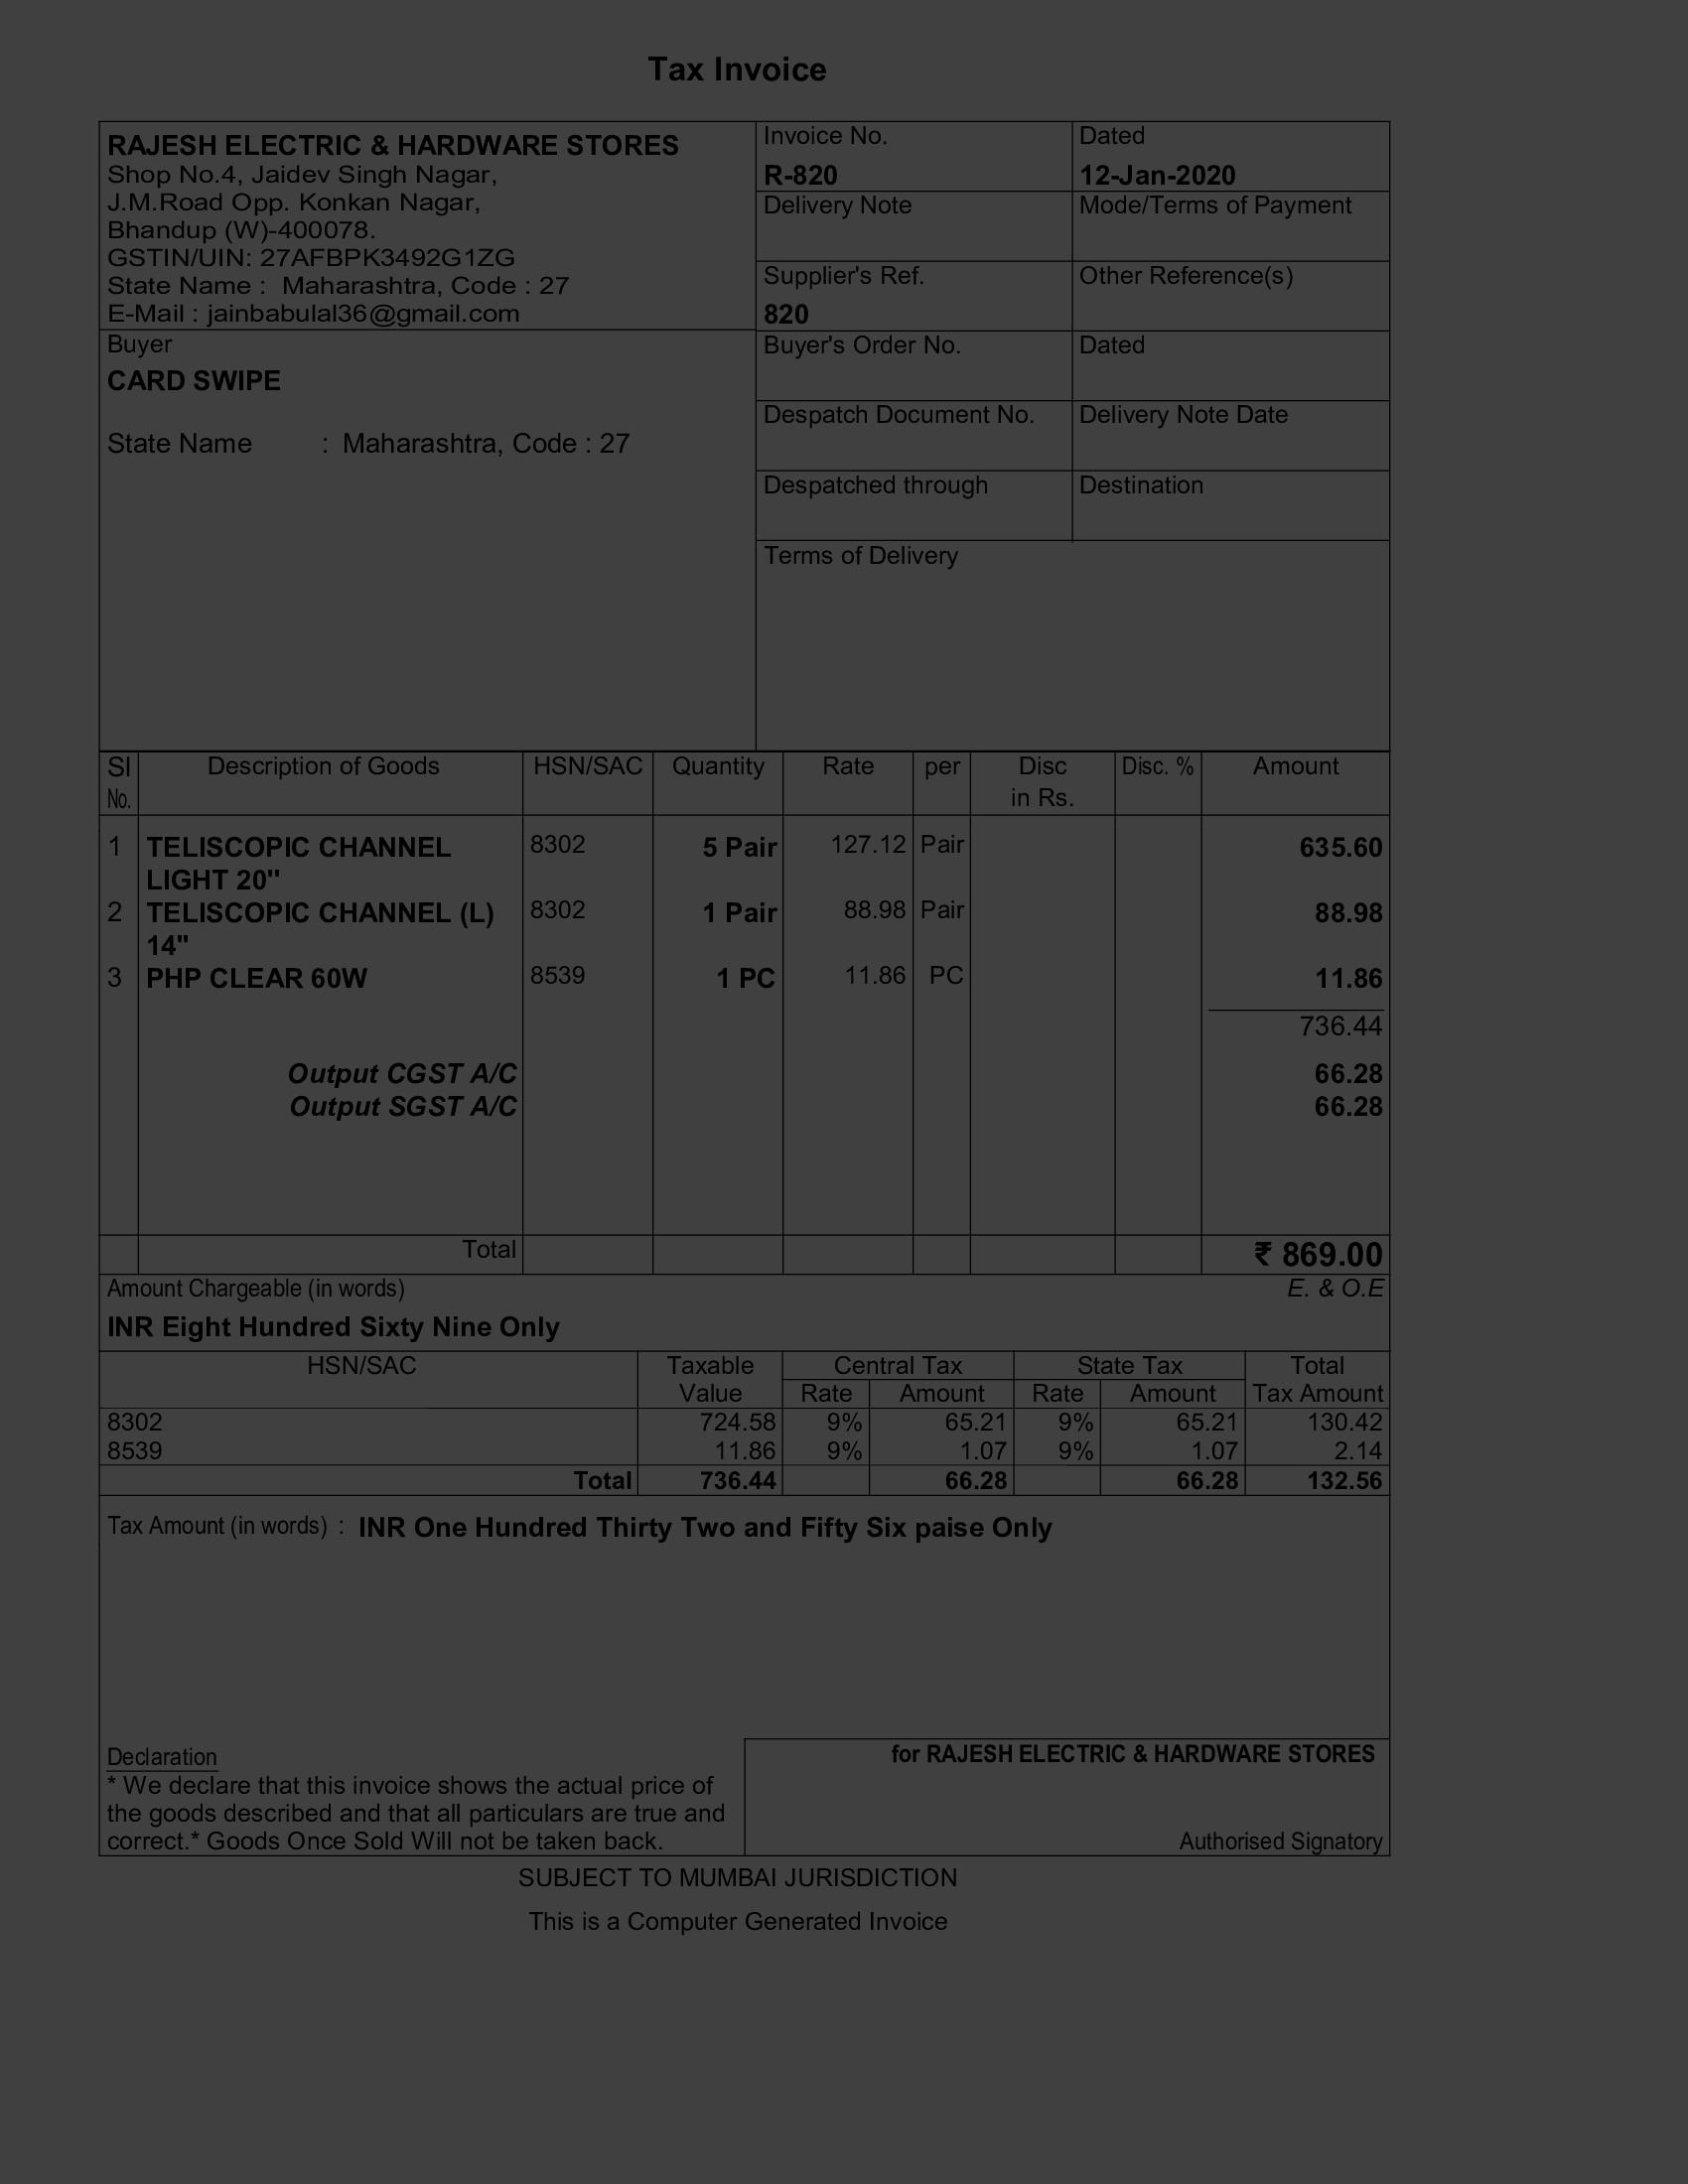 Tax Invoice
RAJESH ELECTRIC & HARDWARE STORES
Shop No.4, Jaidev Singh Nagar,
J.M.Road Opp. Konkan Nagar,
Bhandup (W)-400078.
GSTIN/UIN: 27AFBPK3492G1ZG
State Name : Maharashtra, Code : 27
E-Mail : jainbabulal36@gmail.com
Buyer
CARD SWIPE
State Name : Maharashtra, Code : 27
Invoice No. Dated
R-820 12-Jan-2020
Delivery Note Mode/Terms of Payment
Supplier's Ref. Other Reference(s)
820
Buyer's Order No. Dated
Despatch Document No. Delivery Note Date
Despatched through Destination
Terms of Delivery
SI Description of Goods HSN/SAC Quantity Rate per Disc Disc. % Amount
No. in Rs.
1 TELISCOPIC CHANNEL 8302 5 Pair 127.12 Pair 635.60
LIGHT 20"
2 TELISCOPIC CHANNEL (L) 8302 1 Pair 88.98 Pair 88.98
14"
3 PHP CLEAR 60W 8539 1 PC 11.86 PC 11.86
736.44
Output CGST A/C 66.28
Output SGST A/C 66.28
Total ₹ 869.00
Amount Chargeable (in words) E. & O.E
INR Eight Hundred Sixty Nine Only
HSN/SAC Taxable Central Tax State Tax Total
Value Rate Amount Rate Amount Tax Amount
8302 724.58 9% 65.21 9% 65.21 130.42
8539 11.86 9% 1.07 9% 1.07 2.14
Total 736.44 66.28 66.28 132.56
Tax Amount (in words) : INR One Hundred Thirty Two and Fifty Six paise Only
Declaration
* We declare that this invoice shows the actual price of
the goods described and that all particulars are true and
correct.* Goods Once Sold Will not be taken back.
for RAJESH ELECTRIC & HARDWARE STORES
Authorised Signatory
SUBJECT TO MUMBAI JURISDICTION
This is a Computer Generated Invoice